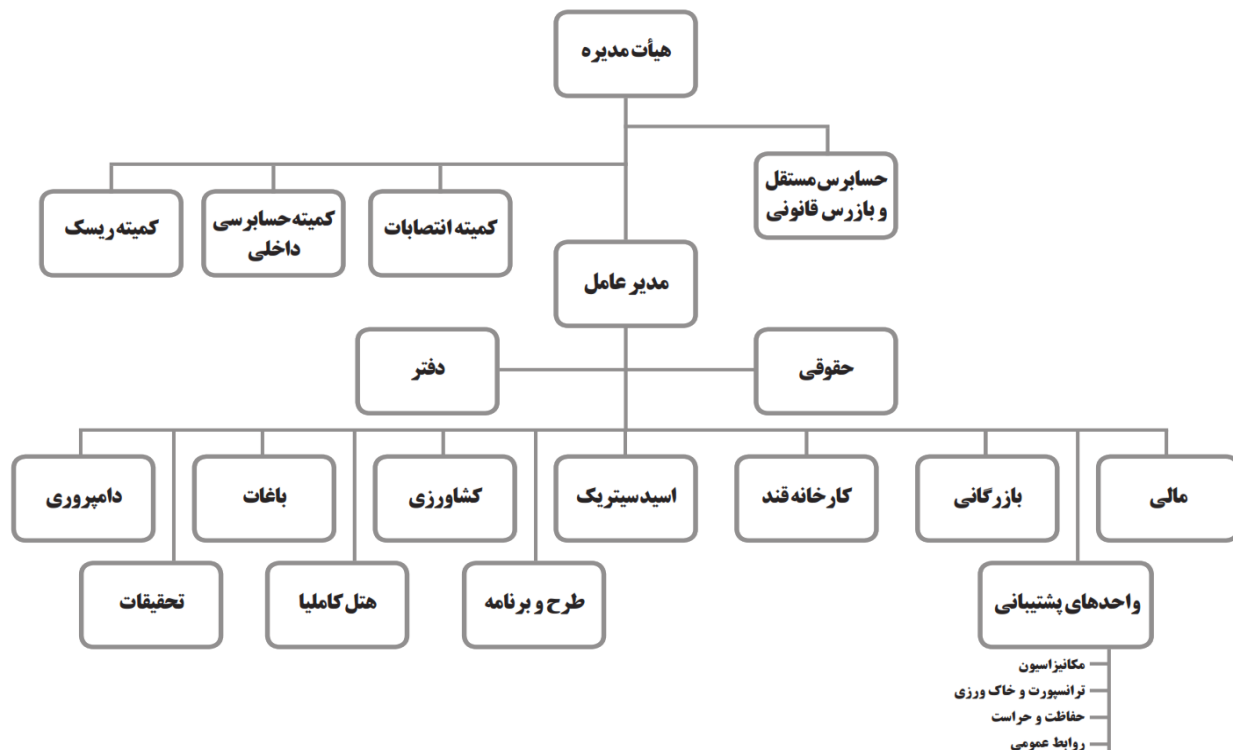 هیأت مدیره
حسابرس مستقل
و بازرس قانونی
کمیته انتصابات
کمیته حسابرسی
داخلی
کمیته ریسک
مدیر عامل
حقوقی
دفتر
مالی
بازرگانی
کارخانه قند
اسید سیتریک
کشاورزی
باغات
دامپروری
واحدهای پشتیبانی
طرح و برنامه
هتل کاملیا
تحقیقات
مکانیزاسیون
ترانسپورت و خاک ورزی
حفاظت و حراست
روابط عمومی